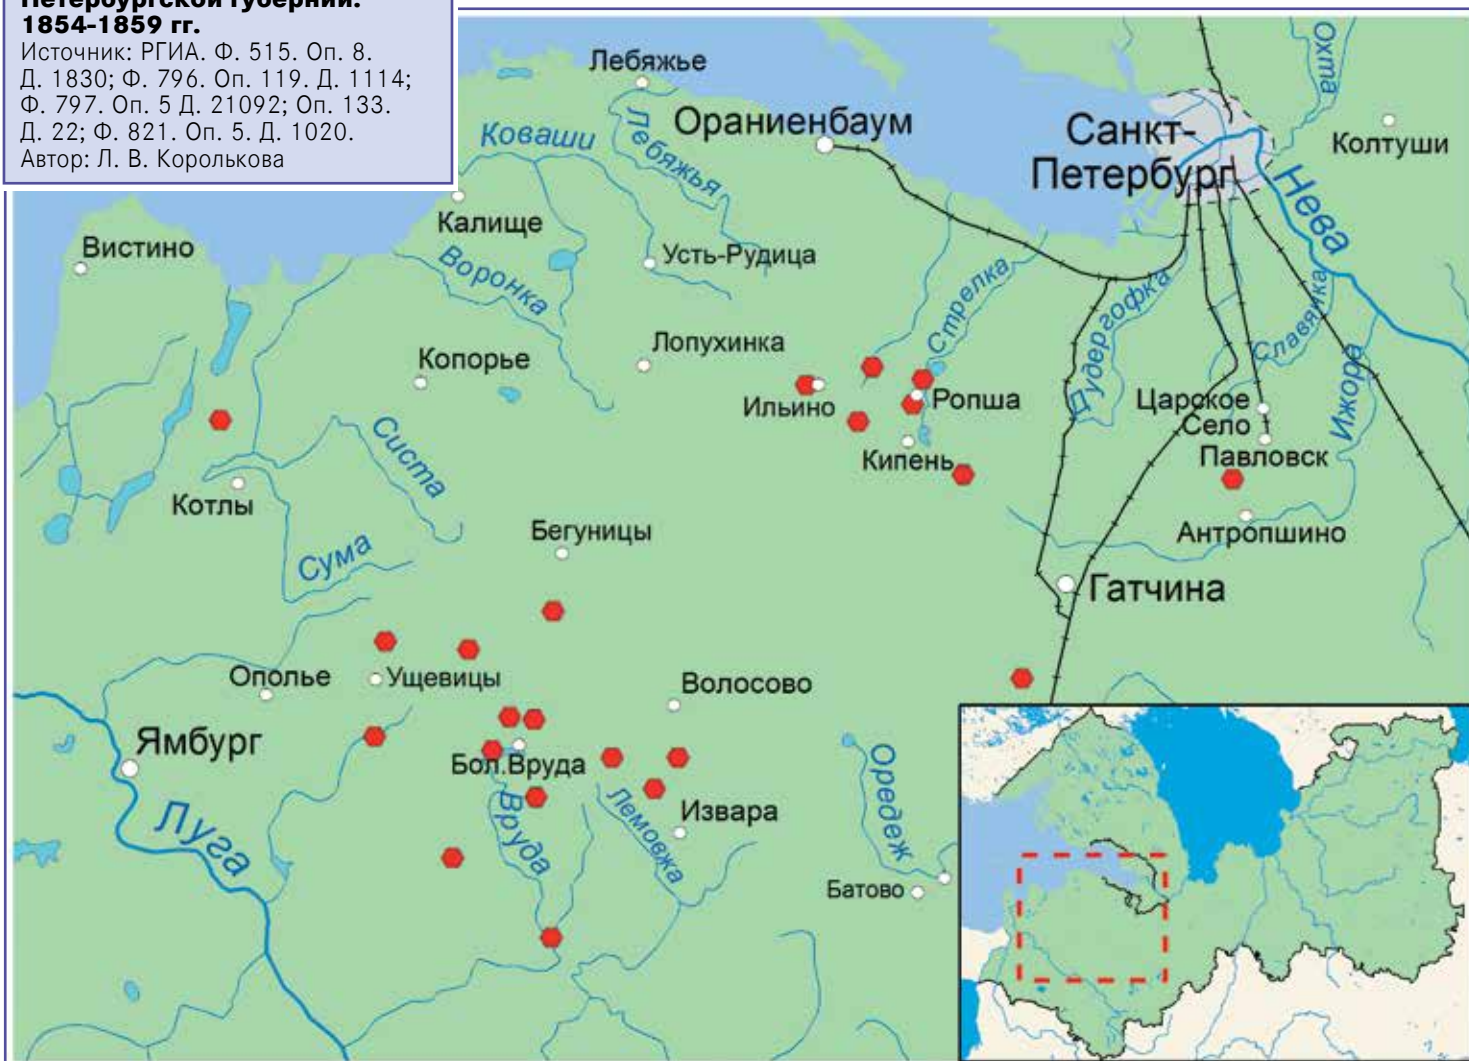 Петербургской губернии.
1854-1859 гг.
Источник: РГИА. Ф. 515. Оп. 8.
Д. 1830; Ф. 796. Оп. 119. Д. 1114;
Ф. 797. Оп. 5 Д. 21092; Оп. 133.
Д. 22; Ф. 821. Оп. 5. Д. 1020.
Автор: Л. В. Королькова
Лебяжье
Охта
Коваши
Лебяжья
Ораниенбаум
Санкт-
Петербург
Колтуши
Нева
Калище
Вистино
Воронка
Усть-Рудица
Стрелка
Дудергофка
Славянка
Ижора
Лопухинка
Копорье
Ильино
Ропша
Царское
Село
Кипень
Павловск
Систа
Котлы
Антропшино
Бегуницы
Сума
Гатчина
Ополье
Ущевицы
Волосово
Ямбург
Бол.Вруда
Оредеж
Луга
Вруда
Лемовжа
Извара
Батово